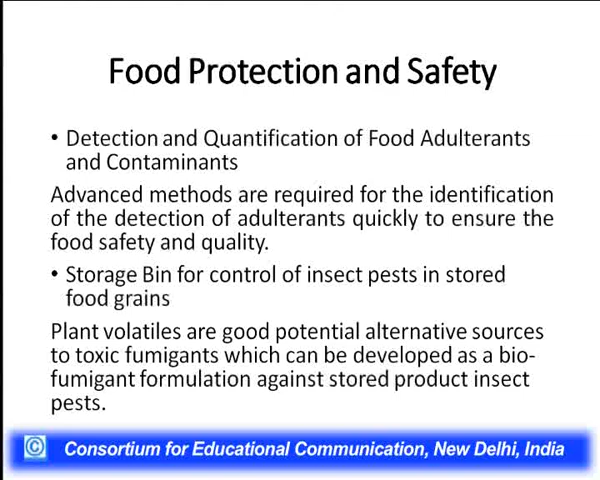 Food Protection and Safety
• Detection and Quantification of Food Adulterants
and Contaminants
Advanced methods are required for the identification
of the detection of adulterants quickly to ensure the
food safety and quality.
• Storage Bin for control of insect pests in stored
food grains
Plant volatiles are good potential alternative sources
to toxic fumigants which can be developed as a bio-
fumigant formulation against stored product insect
pests.
© Consortium for Educational Communication, New Delhi, India